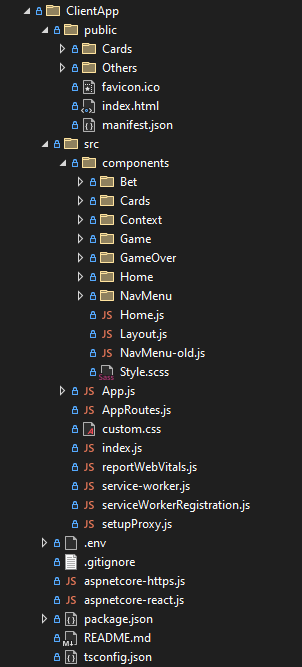 ClientApp
public
Cards
Others
favicon.ico
index.html
manifest.json
src
components
Bet
Cards
Context
Game
GameOver
Home
NavMenu
JS Home.js
JS Layout.js
JS NavMenu-old.js
Sass Style.scss
JS App.js
JS AppRoutes.js
custom.css
JS index.js
JS reportWebVitals.js
JS service-worker.js
JS serviceWorkerRegistration.js
JS setupProxy.js
.env
.gitignore
JS aspnetcore-https.js
JS aspnetcore-react.js
package.json
M README.md
tsconfig.json